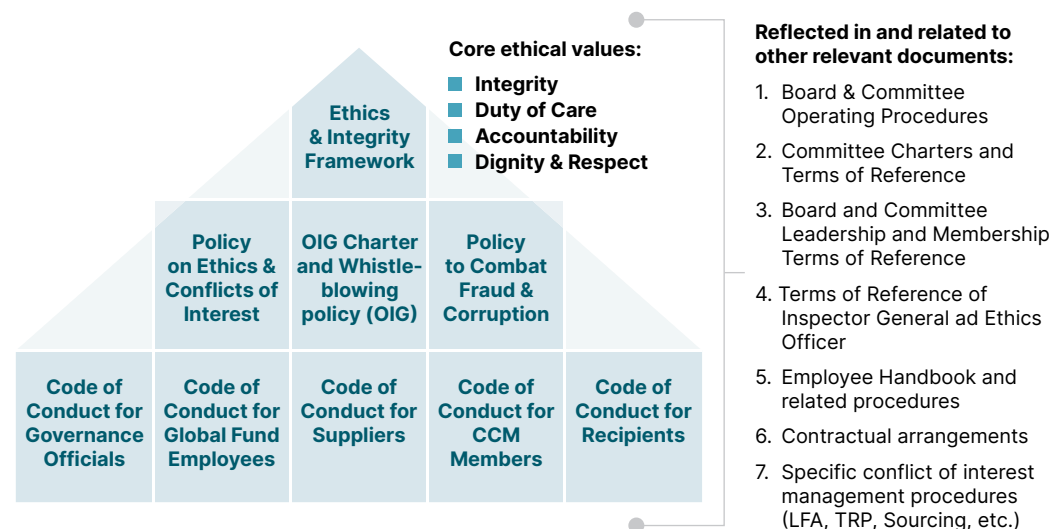 Ethics
& Integrity
Framework
Core ethical values:
Integrity
Duty of Care
Accountability
Dignity & Respect
Policy
on Ethics &
Conflicts of
Interest
OIG Charter
and Whistle-
blowing
policy (OIG)
Policy
to Combat
Fraud &
Corruption
Code of
Conduct for
Governance
Officials
Code of
Conduct for
Global Fund
Employees
Code of
Conduct for
Suppliers
Code of
Conduct for
CCM
Members
Code of
Conduct for
Recipients
Reflected in and related to
other relevant documents:
1. Board & Committee
Operating Procedures
2. Committee Charters and
Terms of Reference
3. Board and Committee
Leadership and Membership
Terms of Reference
4. Terms of Reference of
Inspector General ad Ethics
Officer
5. Employee Handbook and
related procedures
6. Contractual arrangements
7. Specific conflict of interest
management procedures
(LFA, TRP, Sourcing, etc.)